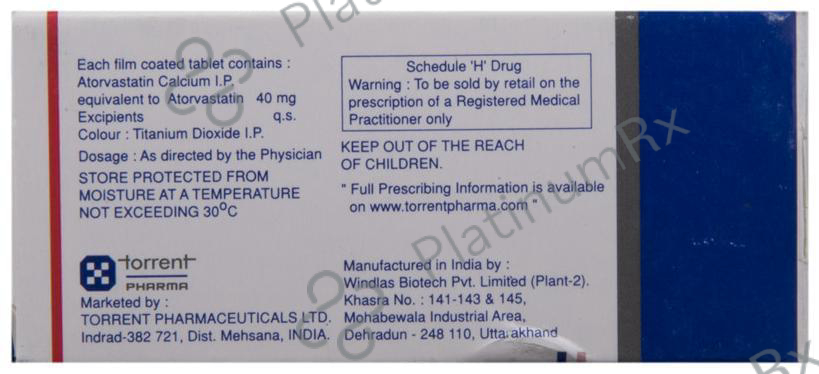 Each film coated tablet contains :
Atorvastatin Calcium I.P.
equivalent to Atorvastatin 40 mg
Excipients q.s.
Colour : Titanium Dioxide I.P.
Dosage : As directed by the Physician
STORE PROTECTED FROM
MOISTURE AT A TEMPERATURE
NOT EXCEEDING 30°C
torrent
PHARMA
Marketed by :
TORRENT PHARMACEUTICALS LTD.
Indrad-382 721, Dist. Mehsana, INDIA.
Schedule 'H' Drug
Warning : To be sold by retail on the
prescription of a Registered Medical
Practitioner only
KEEP OUT OF THE REACH
OF CHILDREN.
" Full Prescribing Information is available
on www.torrentpharma.com "
Manufactured in India by :
Windlas Biotech Pvt. Limited (Plant-2).
Khasra No. : 141-143 & 145,
Mohabewala Industrial Area,
Dehradun - 248 110, Uttarakhand
PlatinumRx
PlatinumRx
Rx